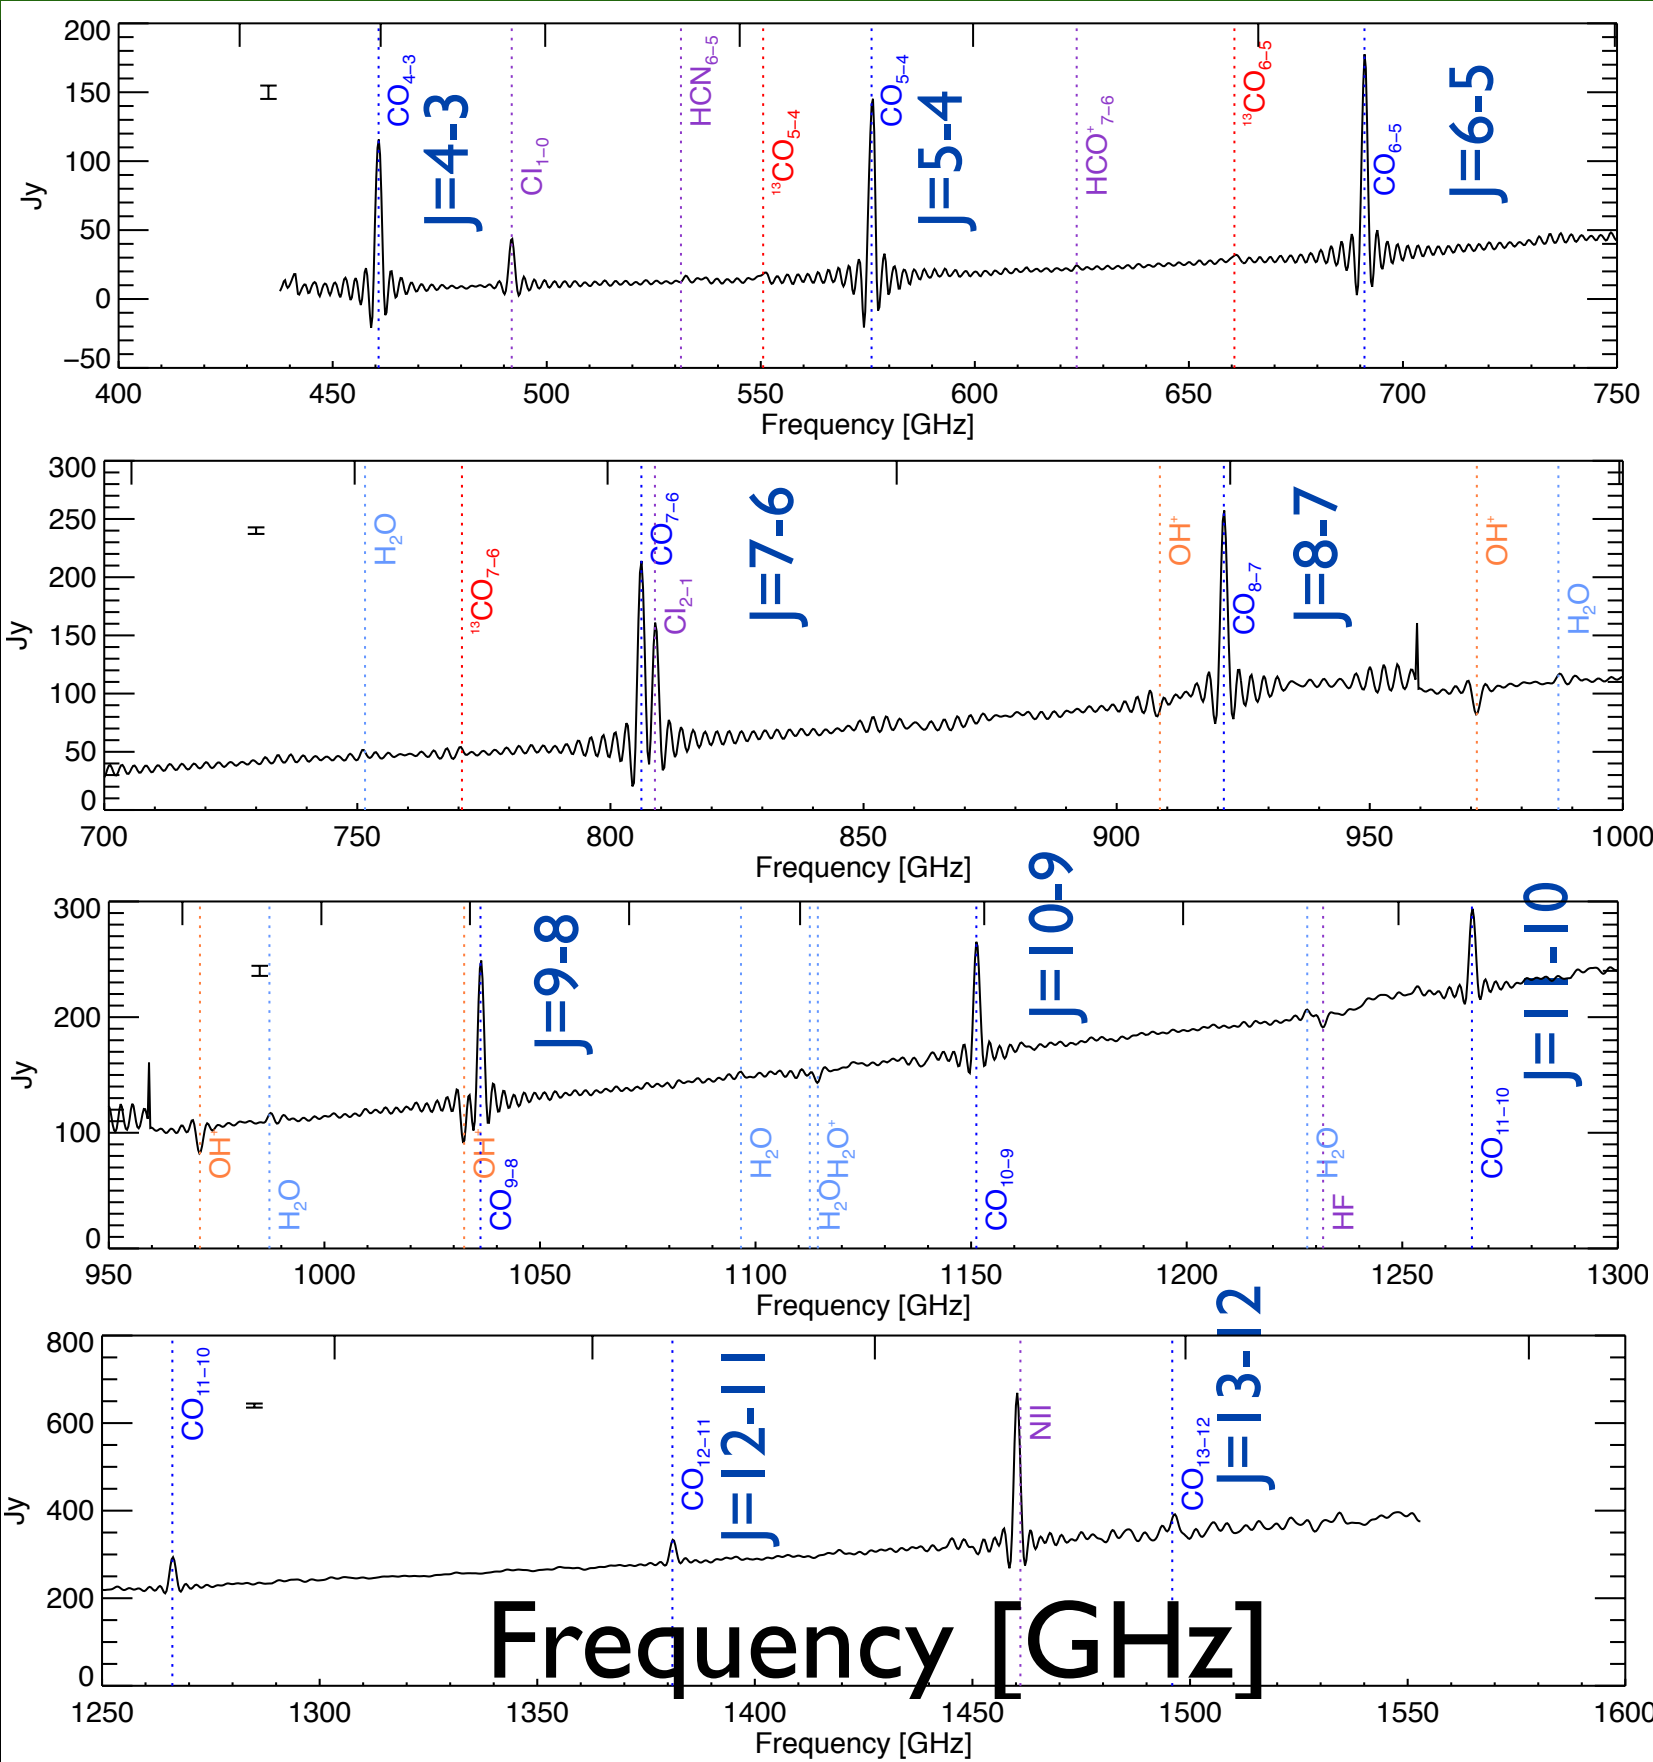 200
150
100
50
0
−50
Jy
CO4−3
J=4-3
CI1−0
HCN6−5
13CO5−4
CO5−4
J=5-4
HCO+7−6
13CO6−5
CO6−5
J=6-5
400 450 500 550 600 650 700 750
Frequency [GHz]
300
250
200
150
100
50
0
Jy
H2O
13CO7−6
CO7−6
CI2−1
J=7-6
OH+
CO8−7
J=8-7
OH+
H2O
700 750 800 850 900 950 1000
Frequency [GHz]
300
200
100
0
Jy
OH+
H2O
OH+
CO9−8
J=9-8
H2O
H2OH2O+
CO10−9
J=10-9
H2O
HF
CO11−10
J=11-10
950 1000 1050 1100 1150 1200 1250 1300
Frequency [GHz]
800
600
400
200
0
Jy
CO11−10
CO12−11
J=12-11
NII
CO13−12
J=13-12
Frequency [GHz]
1250 1300 1350 1400 1450 1500 1550 1600
Frequency [GHz]